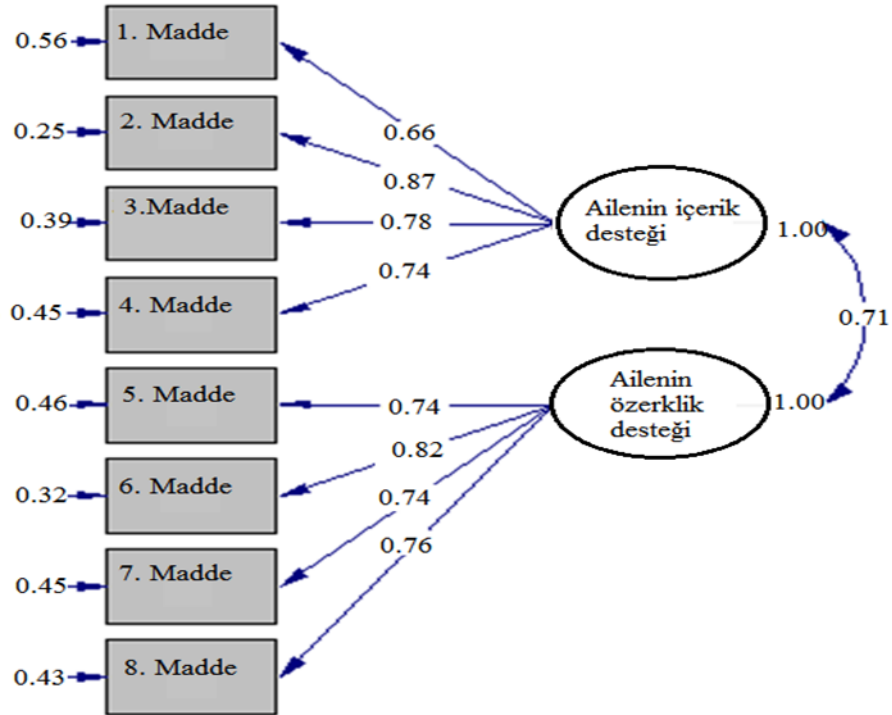 0.56
1. Madde
0.25
2. Madde
0.39
3.Madde
0.45
4. Madde
0.46
5. Madde
0.32
6. Madde
0.45
7. Madde
0.43
8. Madde
0.66
0.87
0.78
0.74
0.74
0.82
0.74
0.76
Ailenin içerik
desteği
1.00
Ailenin
özerklik
desteği
1.00
0.71